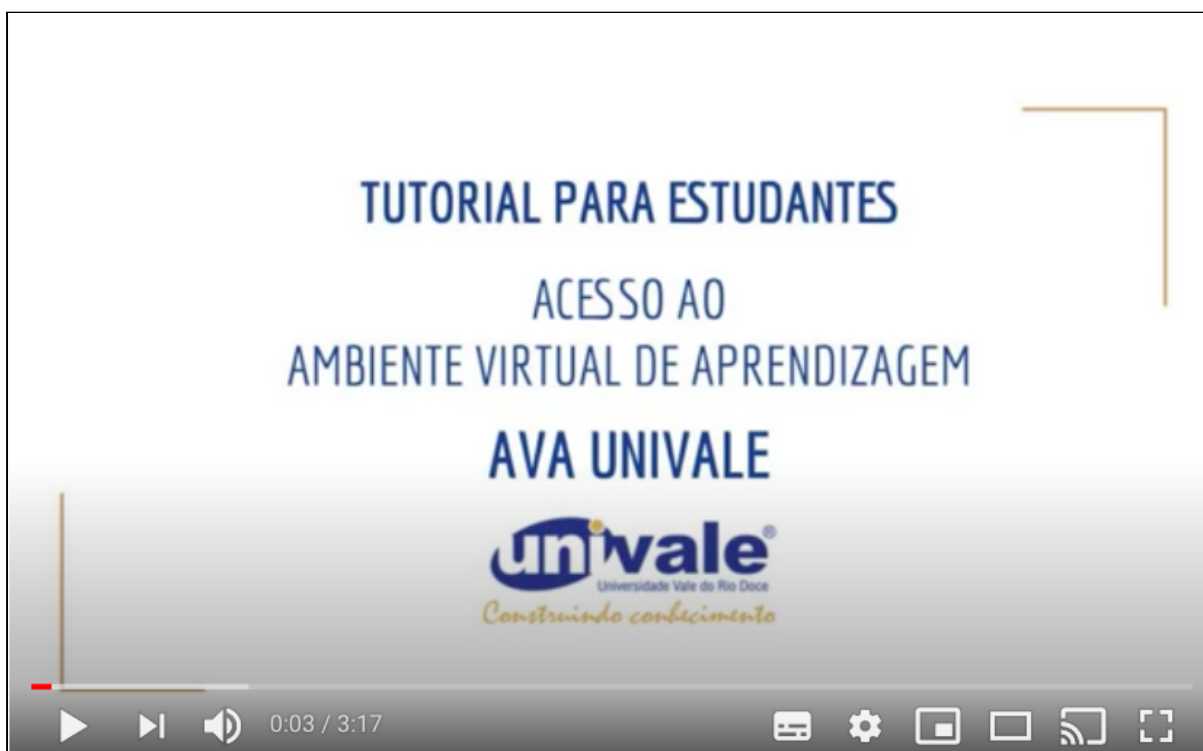 TUTORIAL PARA ESTUDANTES
ACESSO AO
AMBIENTE VIRTUAL DE APRENDIZAGEM
AVA UNIVALE
univale®
Universidade Vale do Rio Doce
Construindo conhecimento
0:03 / 3:17